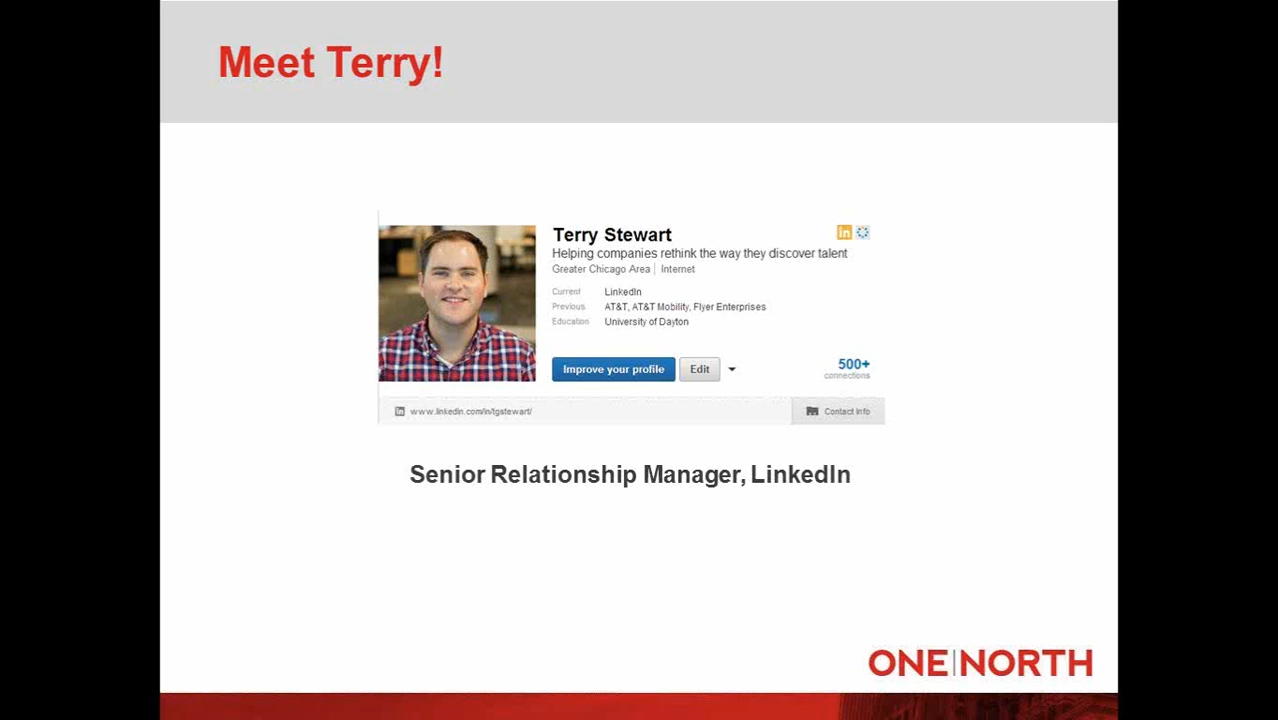 Meet Terry!
Terry Stewart
in
Helping companies rethink the way they discover talent
Greater Chicago Area | Internet
Current LinkedIn
Previous AT&T, AT&T Mobility, Flyer Enterprises
Education University of Dayton
Improve your profile Edit
500+
connections
in www.linkedin.com/in/tgstewart/
Contact Info
Senior Relationship Manager, LinkedIn
ONE|NORTH